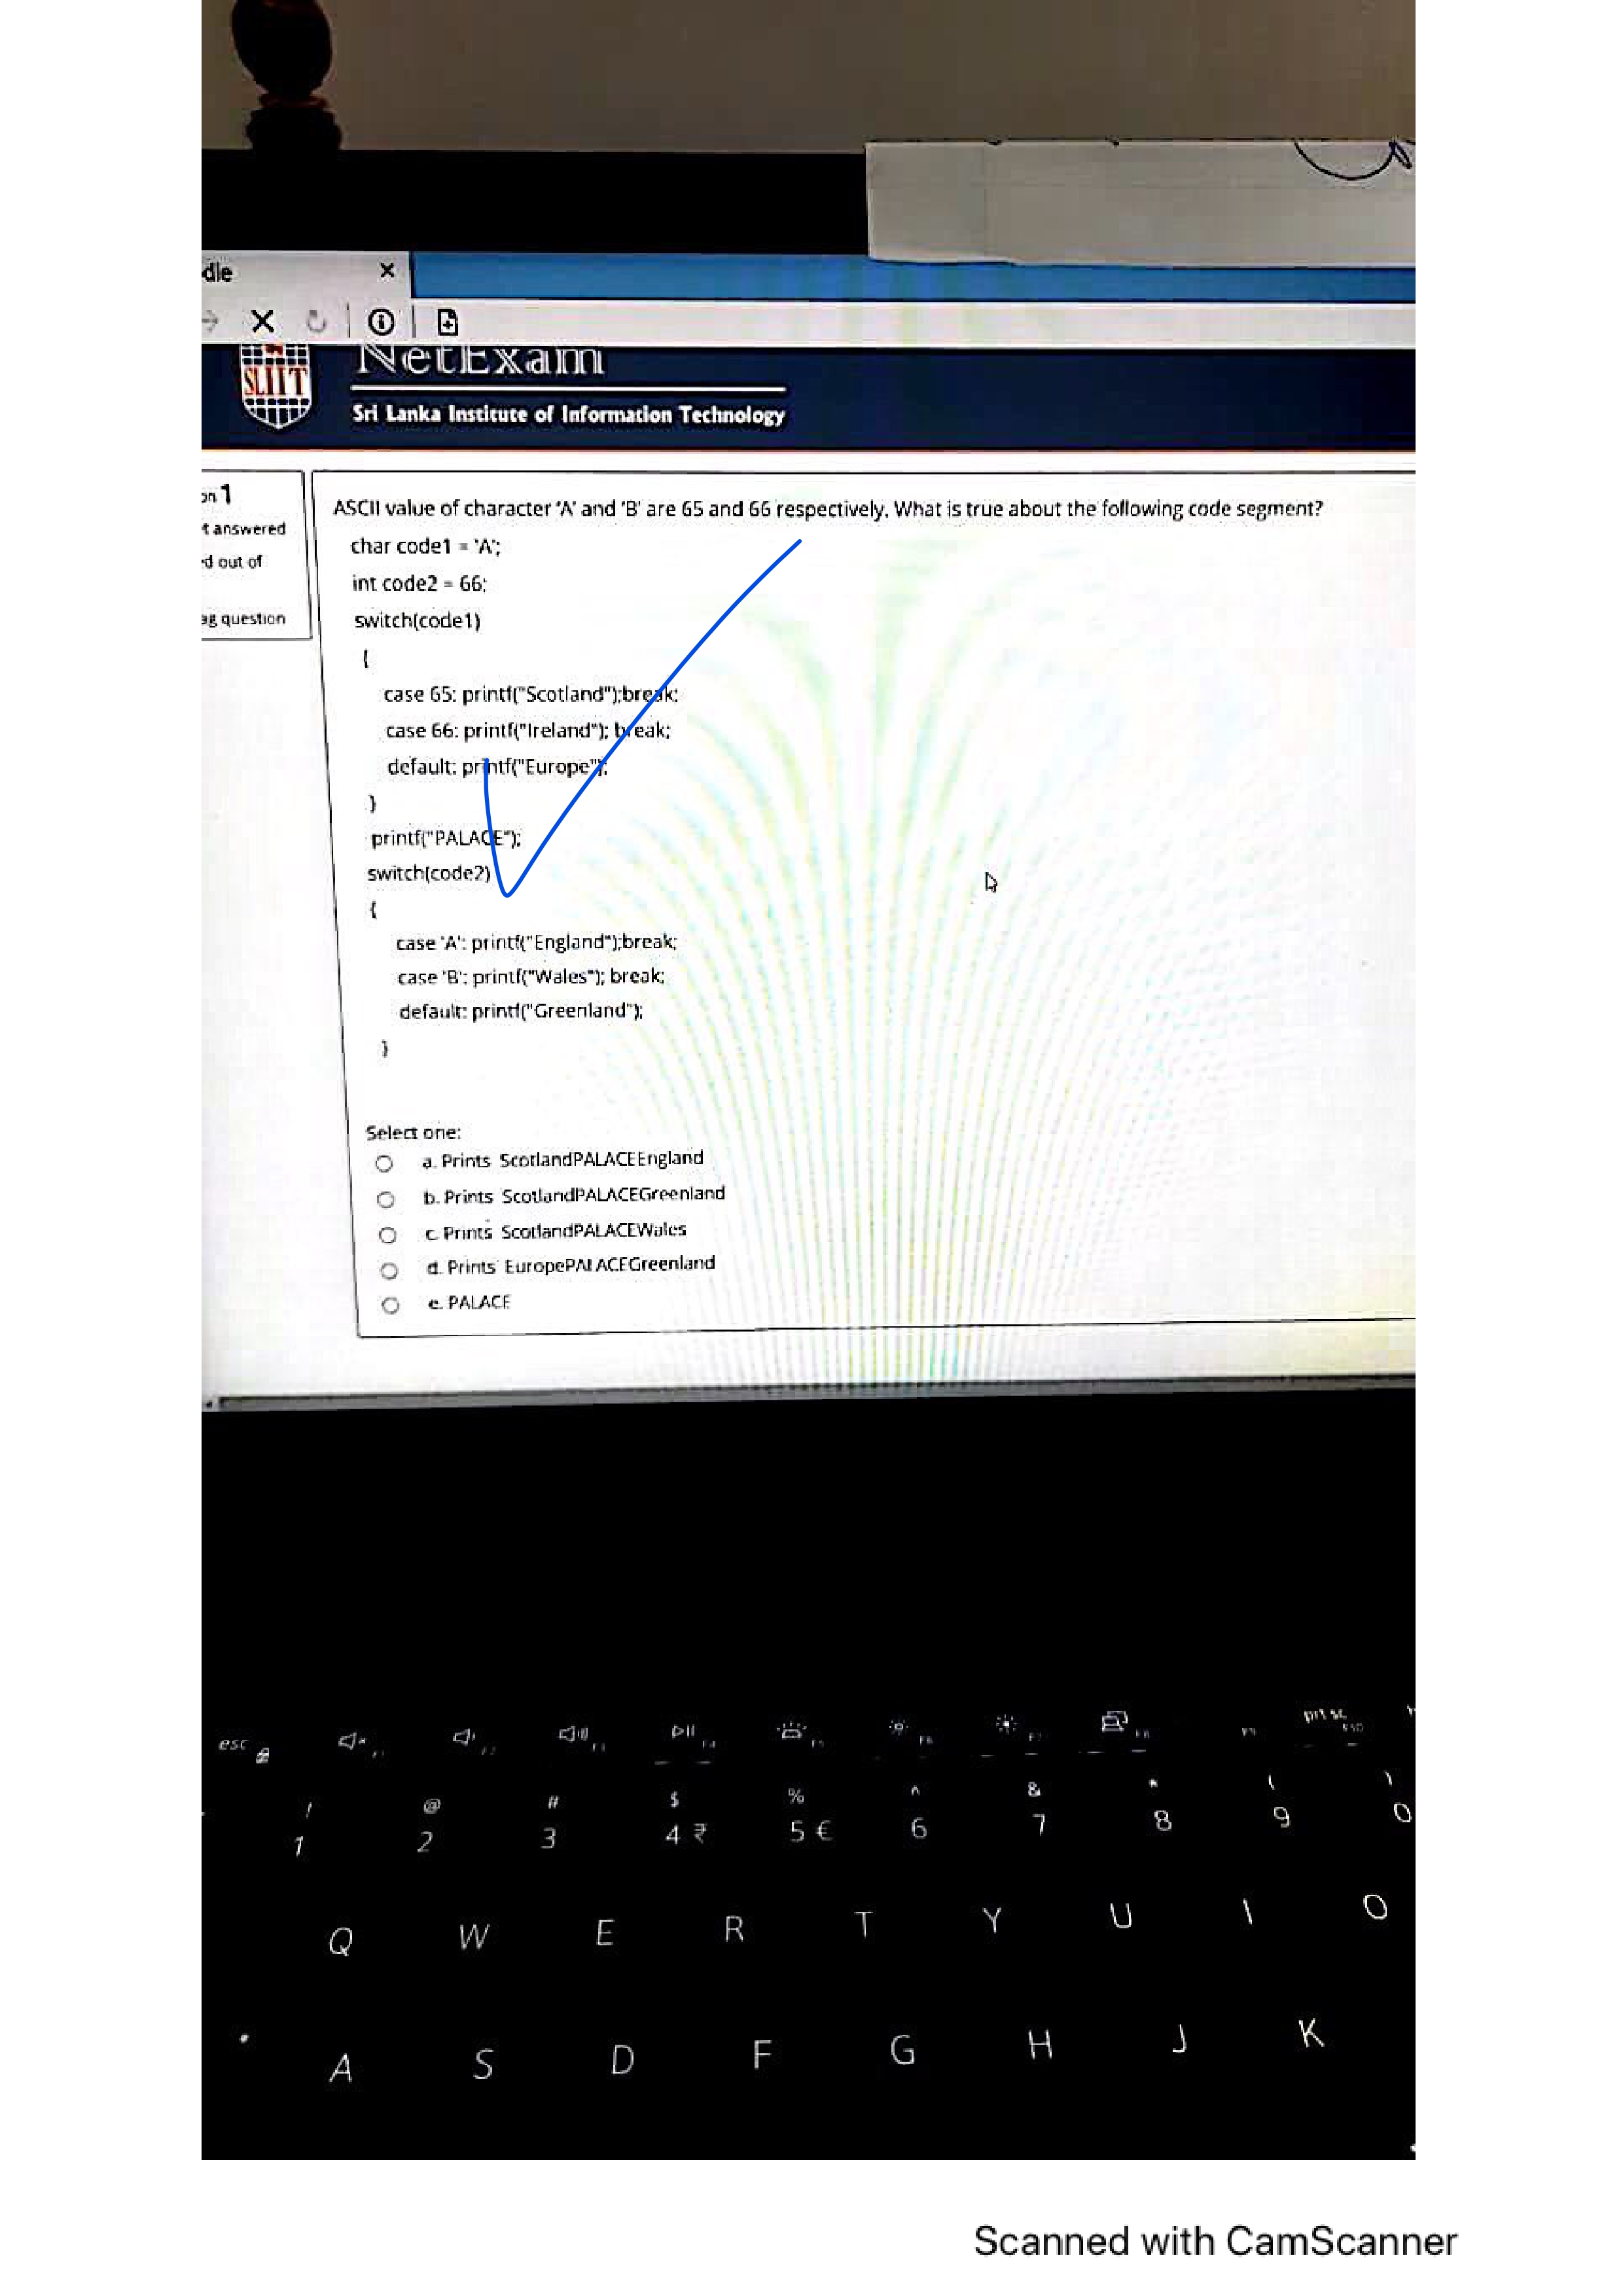 dle
NetExam
SLIIT
Sri Lanka Institute of Information Technology
on 1
t answered
d out of
ag question
ASCII value of character 'A' and 'B' are 65 and 66 respectively. What is true about the following code segment?
char code1 = 'A';
int code2 = 66;
switch(code1)
{
case 65: printf("Scotland");break;
case 66: printf("Ireland"); break;
default: printf("Europe");
}
printf("PALACE");
switch(code2)
{
case 'A': printf("England");break;
case 'B': printf("Wales"); break;
default: printf("Greenland");
}
Select one:
a. Prints ScotlandPALACEEngland
b. Prints ScotlandPALACEGreenland
c. Prints ScotlandPALACEWales
d. Prints EuropePALACEGreenland
e. PALACE
esc
prt sc
! @ # $ % ^ & * ( )
1 2 3 4 ₹ 5 € 6 7 8 9 0
Q W E R T Y U I O
A S D F G H J K
Scanned with CamScanner